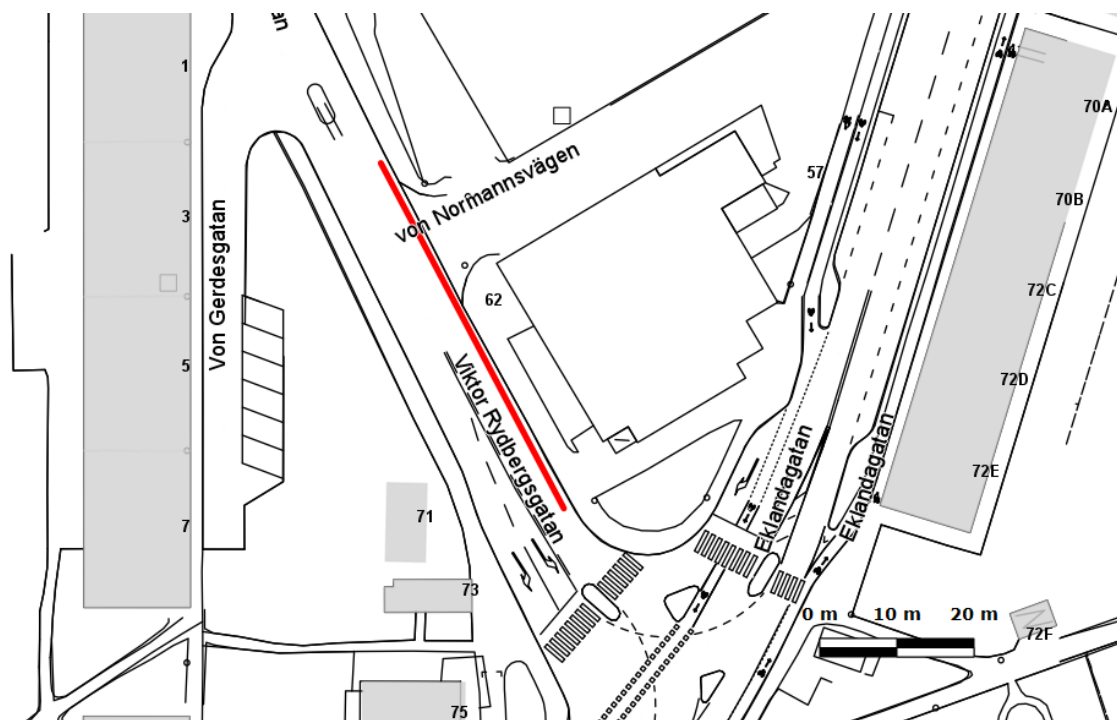 1
3
5
7
Von Gerdesgatan
von Normannsvägen
62
57
Viktor Rydbergsgatan
Eklandagatan
Eklandagatan
70A
70B
72C
72D
72E
72F
71
73
75
0 m 10 m 20 m